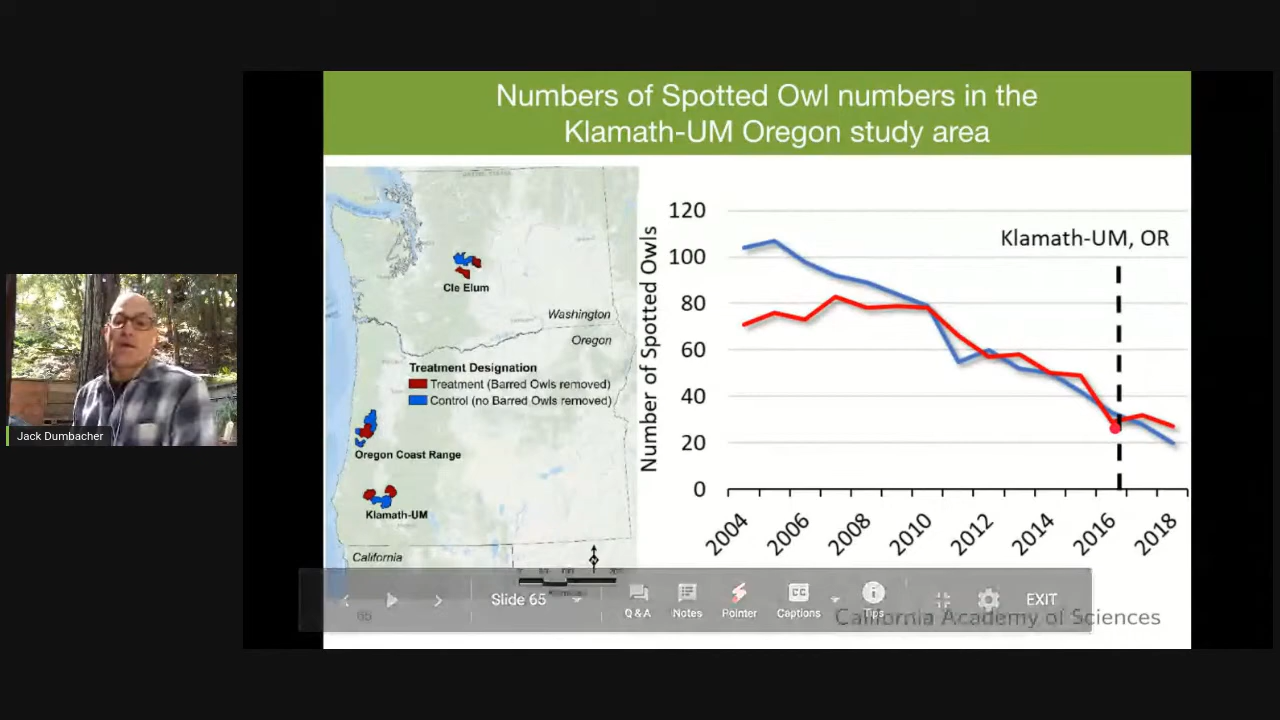 Numbers of Spotted Owl numbers in the
Klamath-UM Oregon study area
Cle Elum
Washington
Oregon
Treatment Designation
Treatment (Barred Owls removed)
Control (no Barred Owls removed)
Oregon Coast Range
Klamath-UM
California
Number of Spotted Owls
120
100
80
60
40
20
0
Klamath-UM, OR
2004
2006
2008
2010
2012
2014
2016
2018
Jack Dumbacher
Slide 65
Q & A
Notes
Pointer
Captions
Tips
EXIT
65
California Academy of Sciences